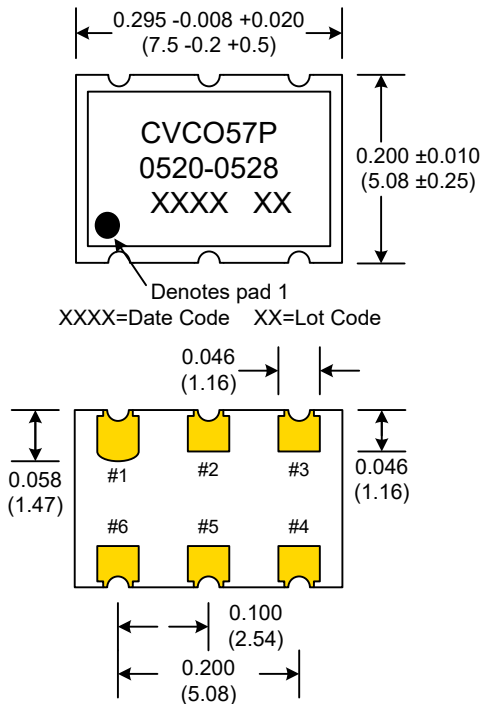 0.295 -0.008 +0.020
(7.5 -0.2 +0.5)
CVCO57P
0520-0528
XXXX XX
0.200 ±0.010
(5.08 ±0.25)
Denotes pad 1
XXXX=Date Code XX=Lot Code
0.046
(1.16)
0.058
(1.47)
#1 #2 #3
0.046
(1.16)
#6 #5 #4
0.100
(2.54)
0.200
(5.08)